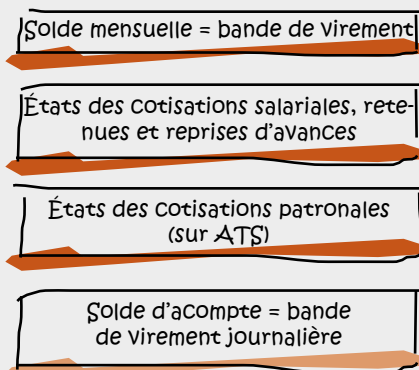 Solde mensuelle = bande de virement
États des cotisations salariales, rete-
nues et reprises d'avances
États des cotisations patronales
(sur ATS)
Solde d'acompte = bande
de virement journalière